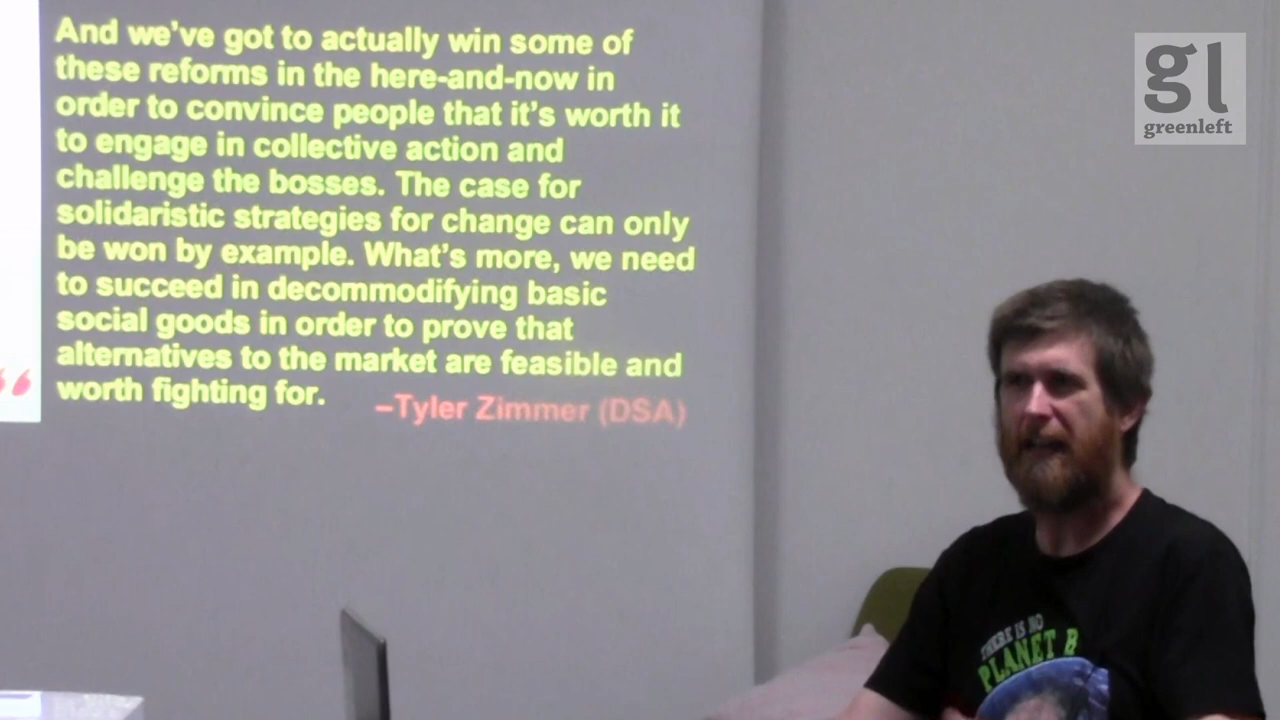 And we've got to actually win some of
these reforms in the here-and-now in
order to convince people that it's worth it
to engage in collective action and
challenge the bosses. The case for
solidaristic strategies for change can only
be won by example. What's more, we need
to succeed in decommodifying basic
social goods in order to prove that
alternatives to the market are feasible and
worth fighting for.
–Tyler Zimmer (DSA)
gl
greenleft
THERE IS NO
PLANET B